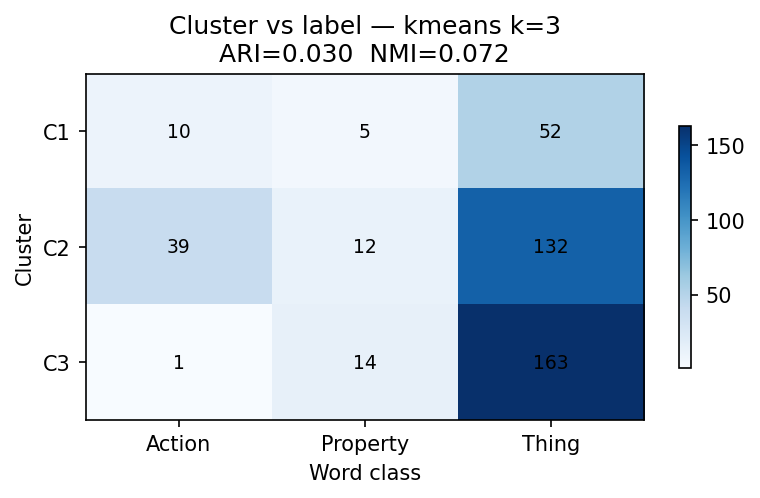 Cluster vs label — kmeans k=3
ARI=0.030  NMI=0.072
C1
10
5
52
C2
39
12
132
C3
1
14
163
Action
Property
Thing
Word class
Cluster
150
100
50